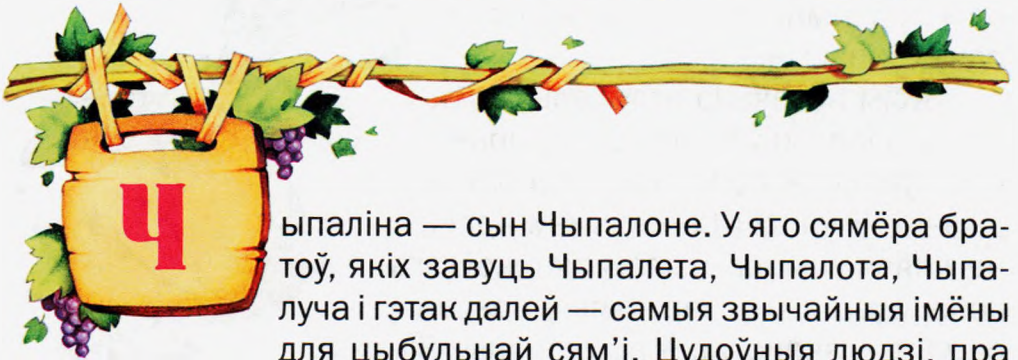 Чыпаліна — сын Чыпалоне. У яго сямёра бра-
тоў, якіх завуць Чыпалета, Чыпалота, Чыпа-
луча і гэтак далей — самыя звычайныя імёны
для цыбульнай сям'і. Цудоўныя людзі, пра